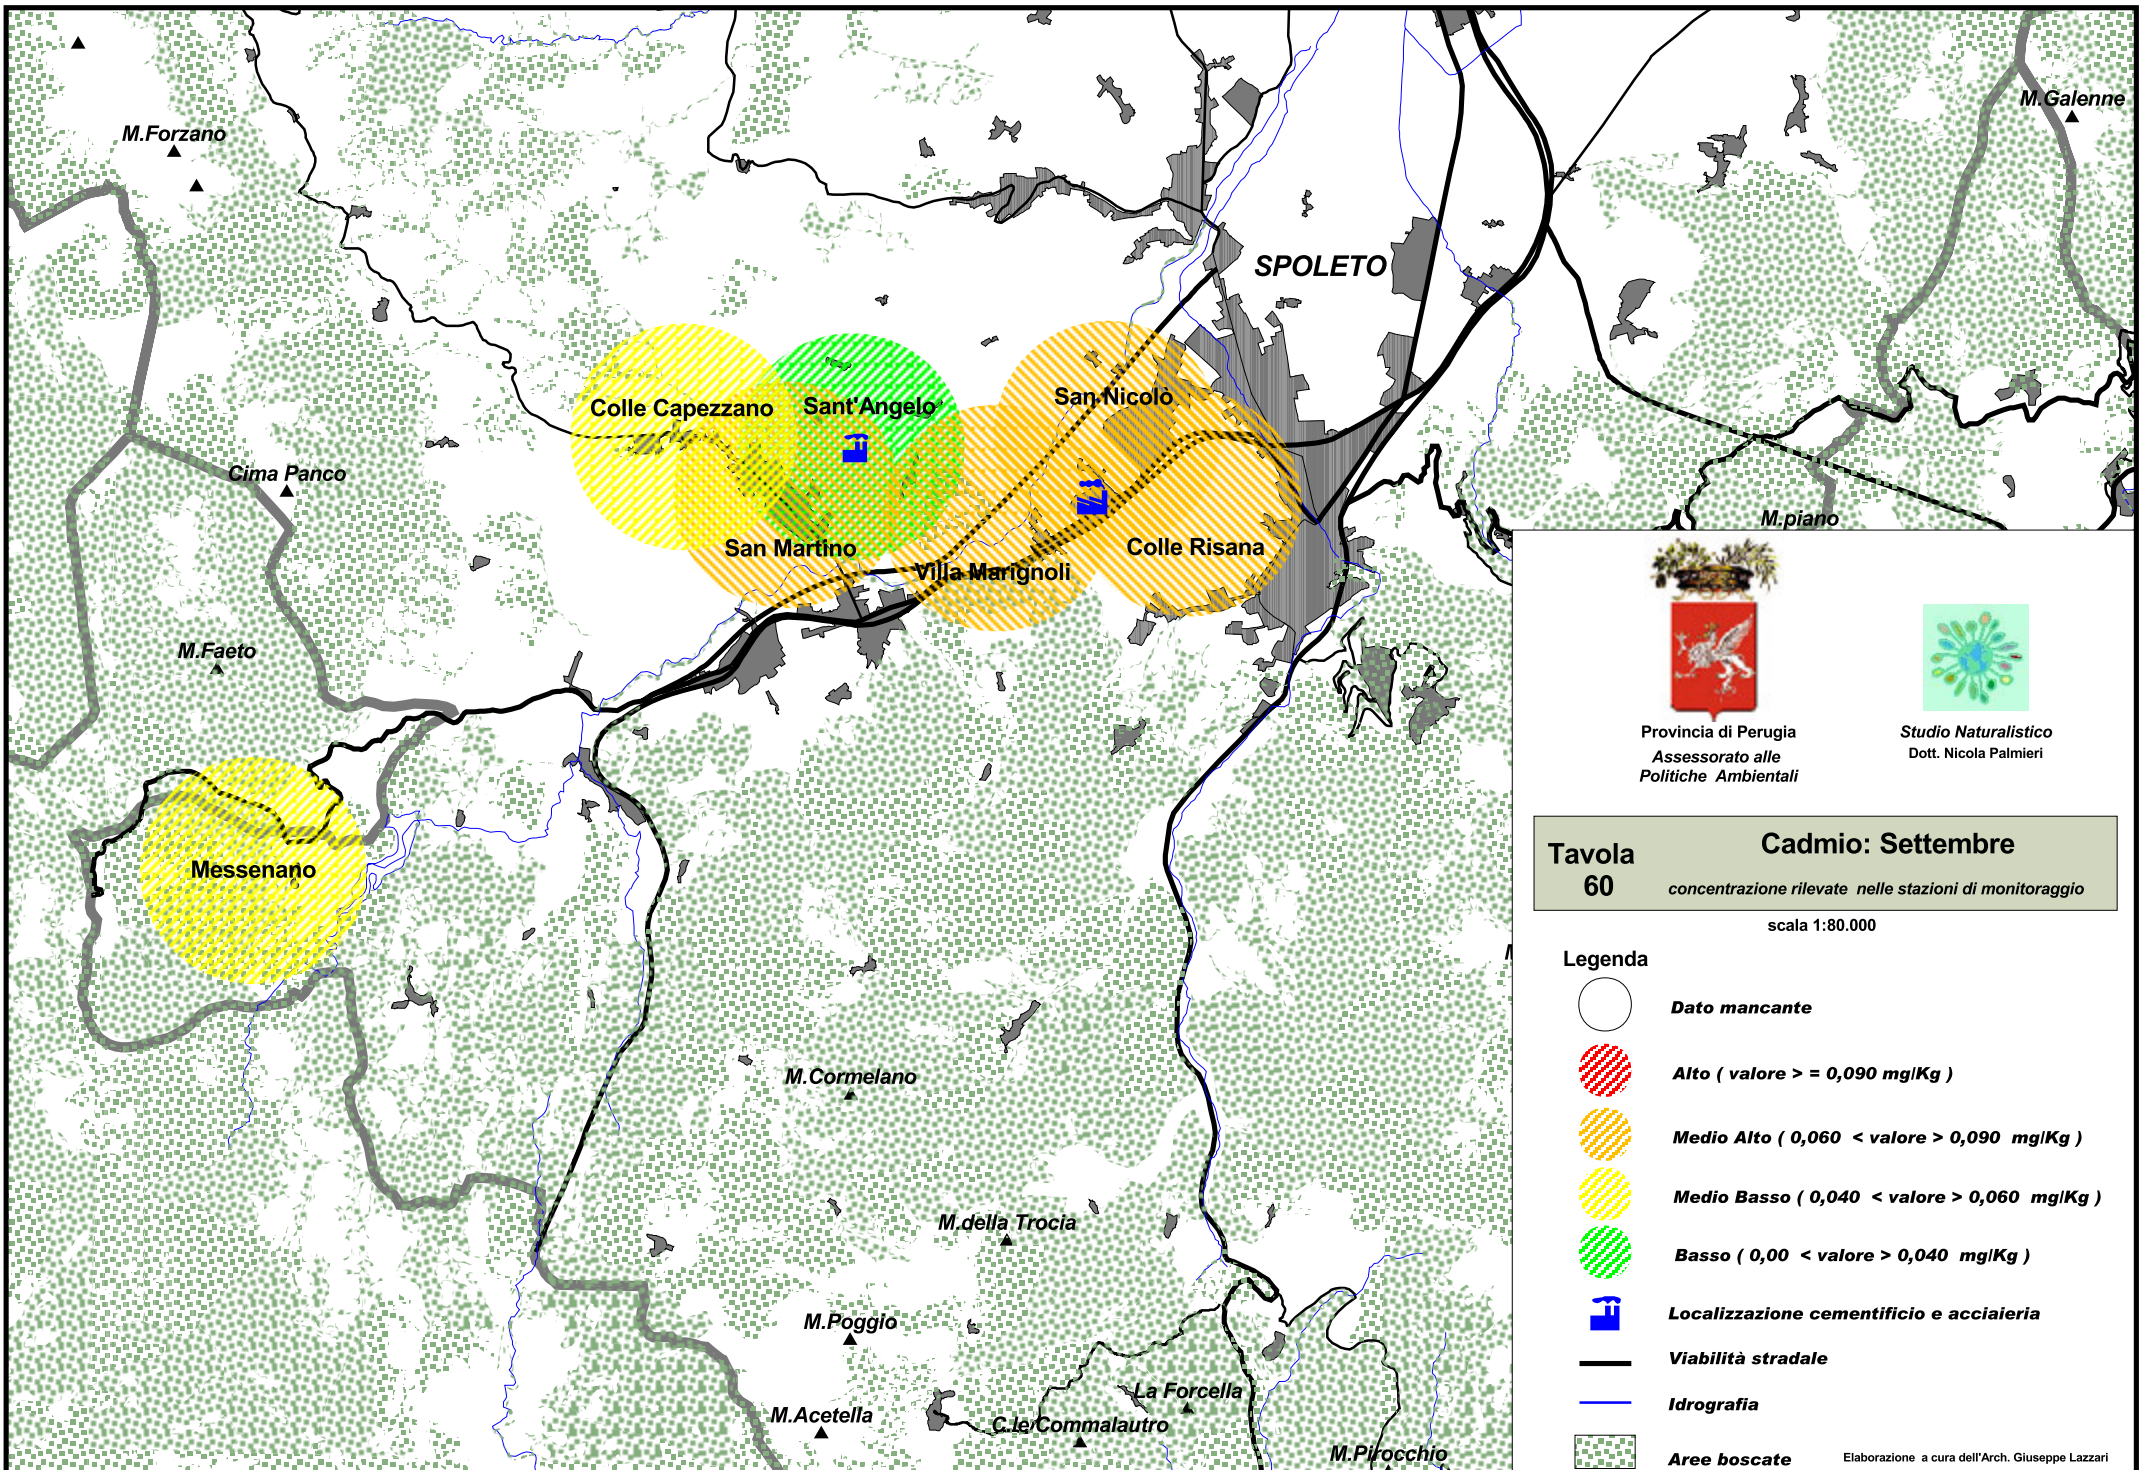 M.Galenne
M.Forzano
SPOLETO
San Nicolò
Colle Capezzano
Sant'Angelo
Cima Panco
M.piano
San Martino
Colle Risana
Villa Marignoli
M.Faeto
Messenano
M.Cormelano
M.della Trocia
M.Poggio
La Forcella
M.Acetella
C.le Commalautro
M.Pirocchio
Provincia di Perugia
Assessorato alle
Politiche Ambientali
Studio Naturalistico
Dott. Nicola Palmieri
Tavola
60
Cadmio: Settembre
concentrazione rilevate nelle stazioni di monitoraggio
scala 1:80.000
Legenda
Dato mancante
Alto ( valore > = 0,090 mg/Kg )
Medio Alto ( 0,060 < valore > 0,090 mg/Kg )
Medio Basso ( 0,040 < valore > 0,060 mg/Kg )
Basso ( 0,00 < valore > 0,040 mg/Kg )
Localizzazione cementificio e acciaieria
Viabilità stradale
Idrografia
Aree boscate
Elaborazione a cura dell'Arch. Giuseppe Lazzari